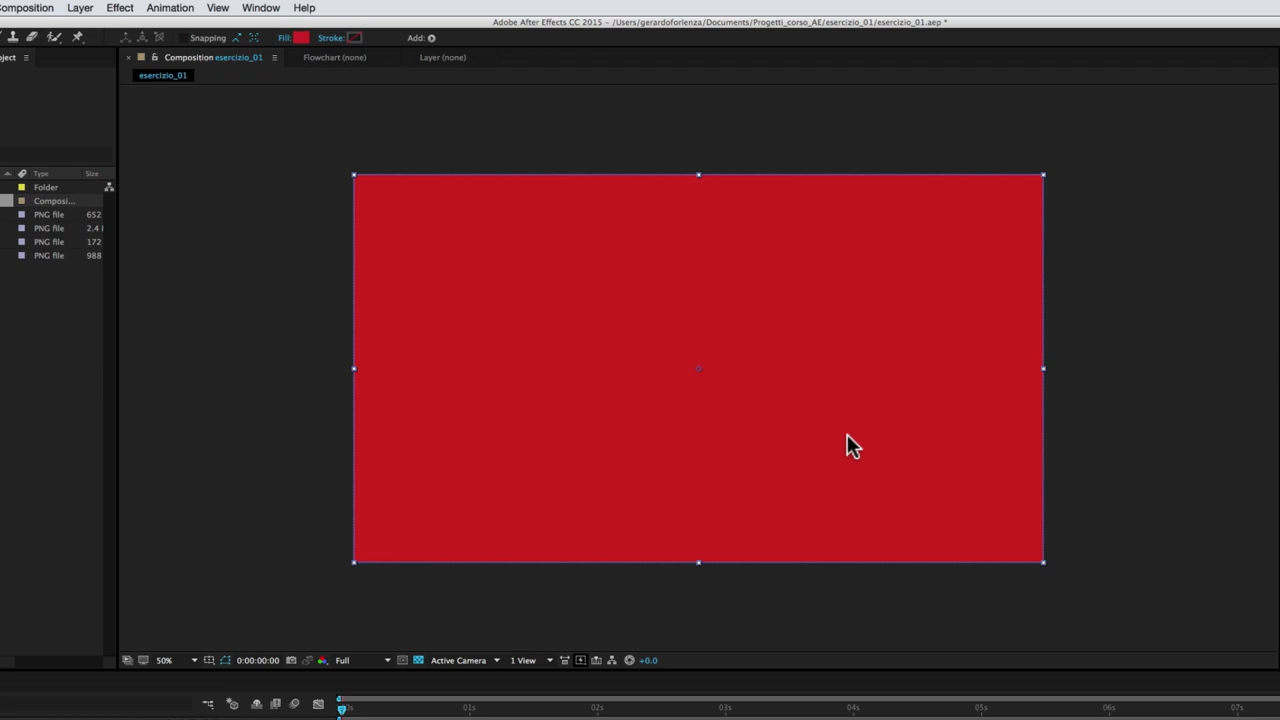 Composition Layer Effect Animation View Window Help
Adobe After Effects CC 2015 – /Users/gerardoforlenza/Documents/Progetti_corso_AE/esercizio_01/esercizio_01.aep *
Snapping Fill: Stroke: Add:
oject Composition esercizio_01 Flowchart (none) Layer (none)
esercizio_01
Type Size
Folder
Composi...
PNG file 652
PNG file 2.4
PNG file 172
PNG file 988
50% 0:00:00:00 Full Active Camera 1 View +0.0
0s 01s 02s 03s 04s 05s 06s 07s